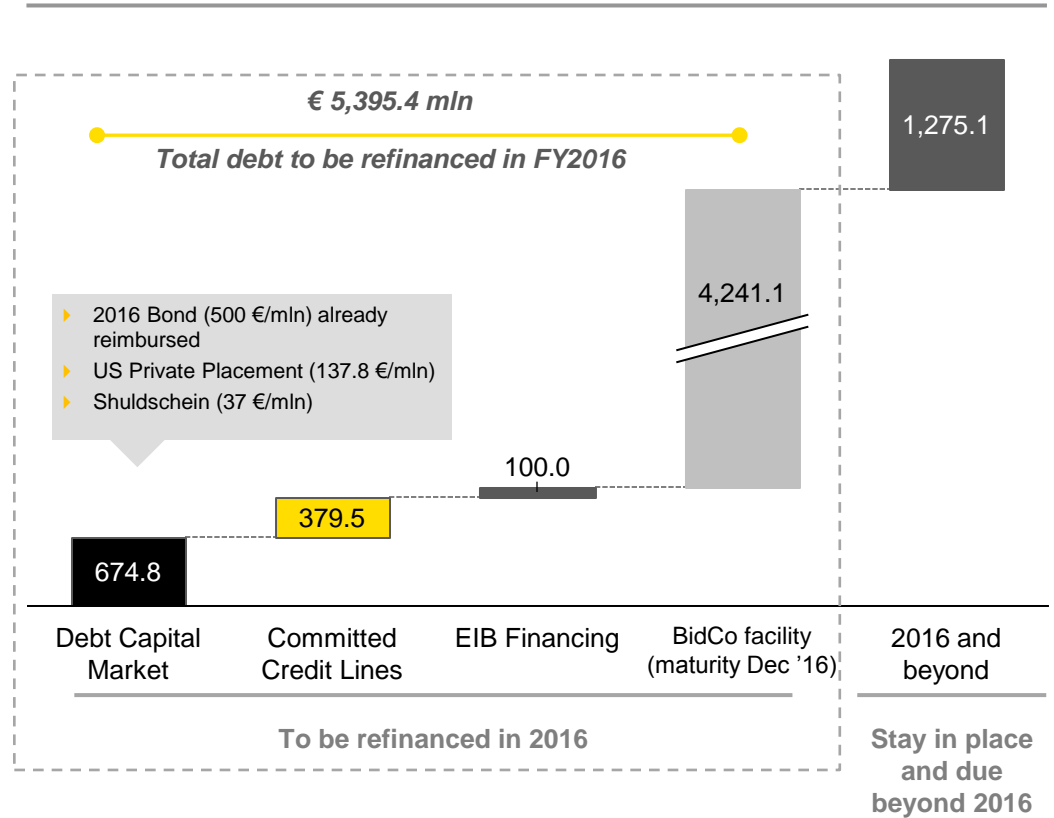 € 5,395.4 mln
Total debt to be refinanced in FY2016
1,275.1
4,241.1
2016 Bond (500 €/mln) already
reimbursed
US Private Placement (137.8 €/mln)
Shuldschein (37 €/mln)
100.0
379.5
674.8
Debt Capital
Market
Committed
Credit Lines
EIB Financing
BidCo facility
(maturity Dec ’16)
2016 and
beyond
To be refinanced in 2016
Stay in place
and due
beyond 2016